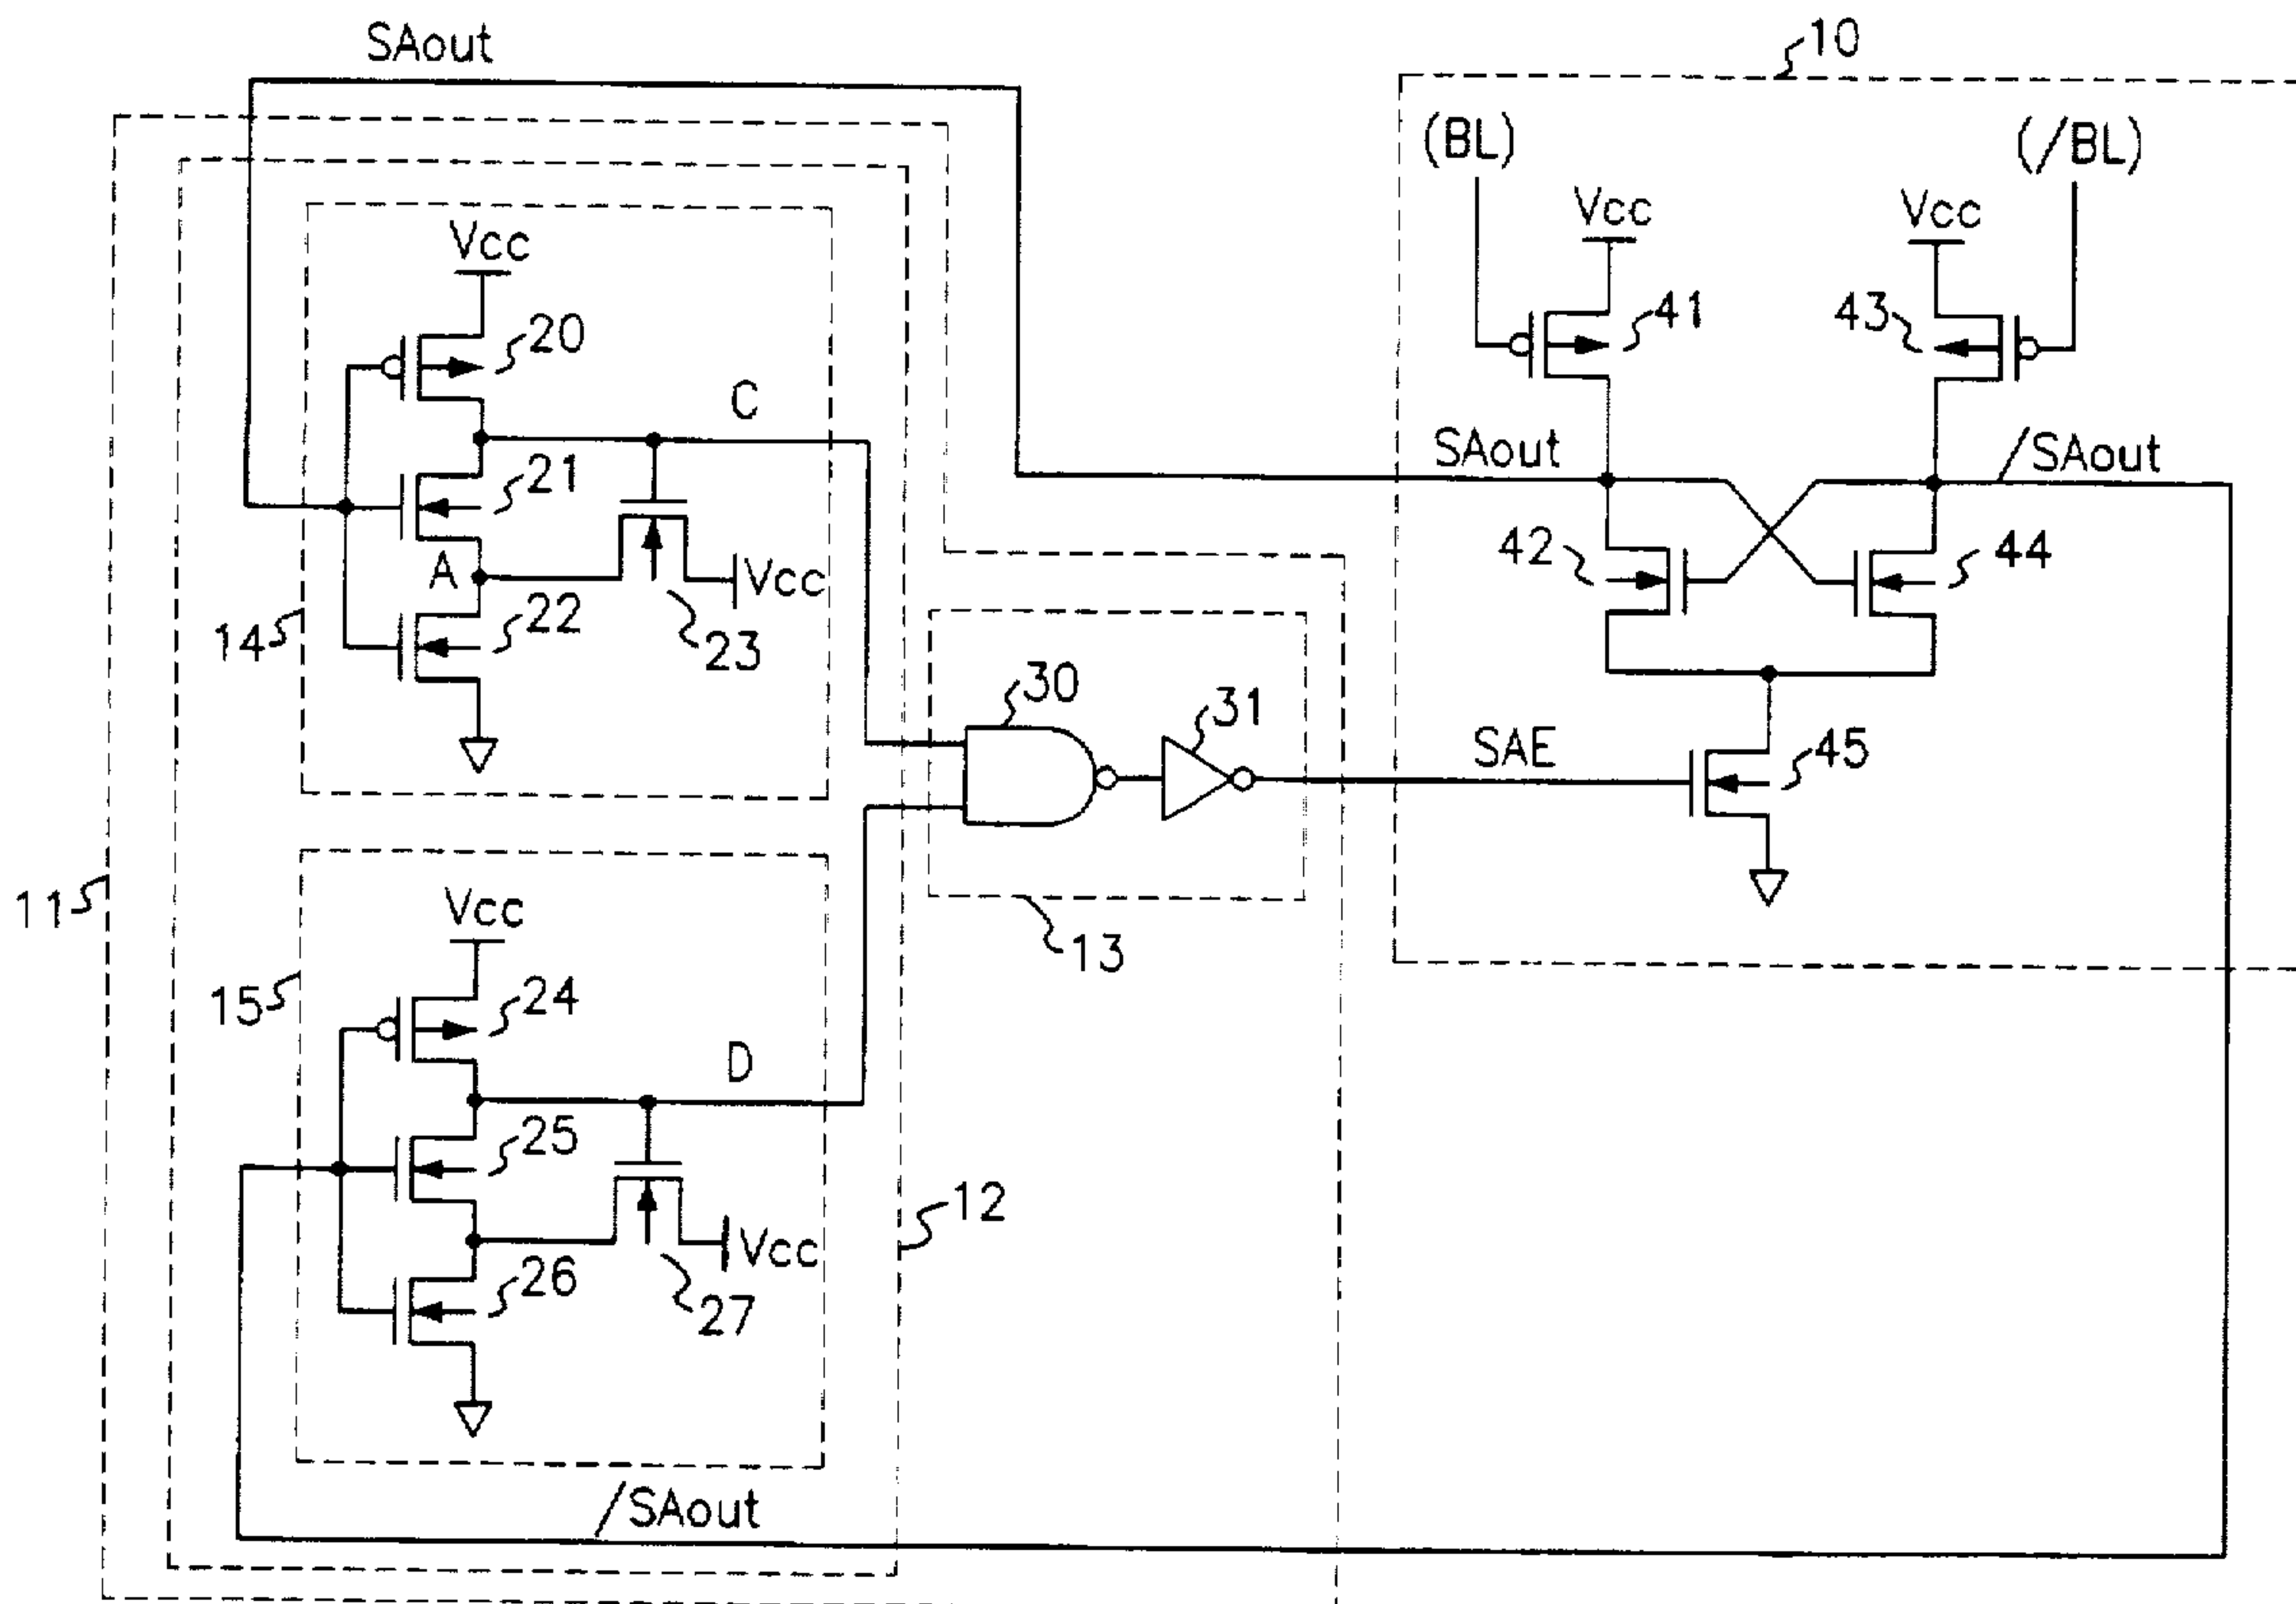 SAout
10
(BL)
(/BL)
Vcc
Vcc
Vcc
20
41
43
C
21
SAout
/SAout
A
22
Vcc
42
44
14
23
30
31
SAE
45
11
Vcc
13
15
24
D
25
12
26
Vcc
27
/SAout